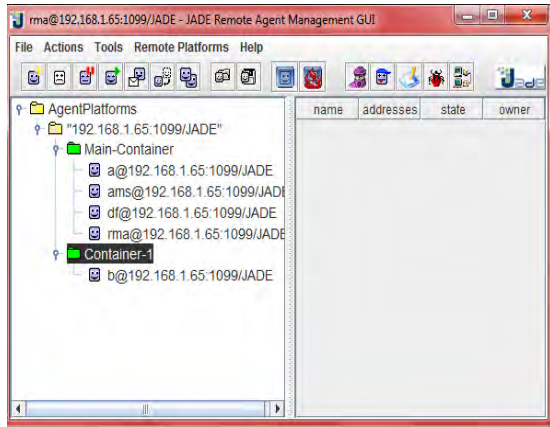 rma@192.168.1.65:1099/JADE - JADE Remote Agent Management GUI
File Actions Tools Remote Platforms Help
Jade
AgentPlatforms
"192.168.1.65:1099/JADE"
Main-Container
a@192.168.1.65:1099/JADE
ams@192.168.1.65:1099/JADE
df@192.168.1.65:1099/JADE
rma@192.168.1.65:1099/JADE
Container-1
b@192.168.1.65:1099/JADE
name addresses state owner